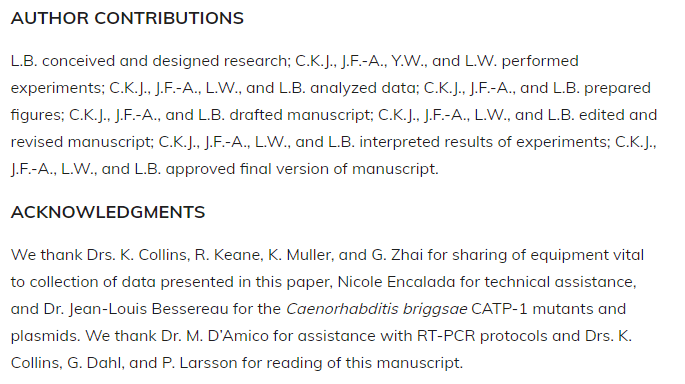 AUTHOR CONTRIBUTIONS
L.B. conceived and designed research; C.K.J., J.F.-A., Y.W., and L.W. performed
experiments; C.K.J., J.F.-A., L.W., and L.B. analyzed data; C.K.J., J.F.-A., and L.B. prepared
figures; C.K.J., J.F.-A., and L.B. drafted manuscript; C.K.J., J.F.-A., L.W., and L.B. edited and
revised manuscript; C.K.J., J.F.-A., L.W., and L.B. interpreted results of experiments; C.K.J.,
J.F.-A., L.W., and L.B. approved final version of manuscript.
ACKNOWLEDGMENTS
We thank Drs. K. Collins, R. Keane, K. Muller, and G. Zhai for sharing of equipment vital
to collection of data presented in this paper, Nicole Encalada for technical assistance,
and Dr. Jean-Louis Bessereau for the Caenorhabditis briggsae CATP-1 mutants and
plasmids. We thank Dr. M. D’Amico for assistance with RT-PCR protocols and Drs. K.
Collins, G. Dahl, and P. Larsson for reading of this manuscript.